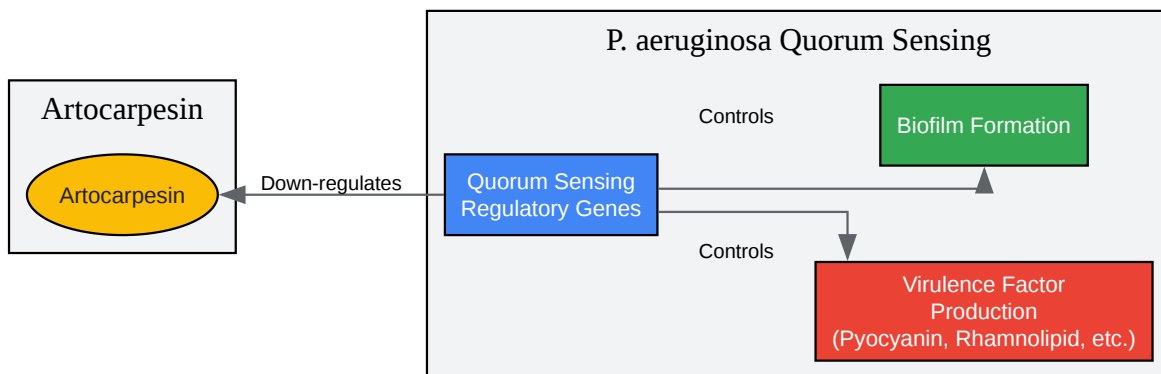 P. aeruginosa Quorum Sensing
Artocarpesin
Artocarpesin
Down-regulates
Quorum Sensing
Regulatory Genes
Controls
Biofilm Formation
Controls
Virulence Factor
Production
(Pyocyanin, Rhamnolipid, etc.)